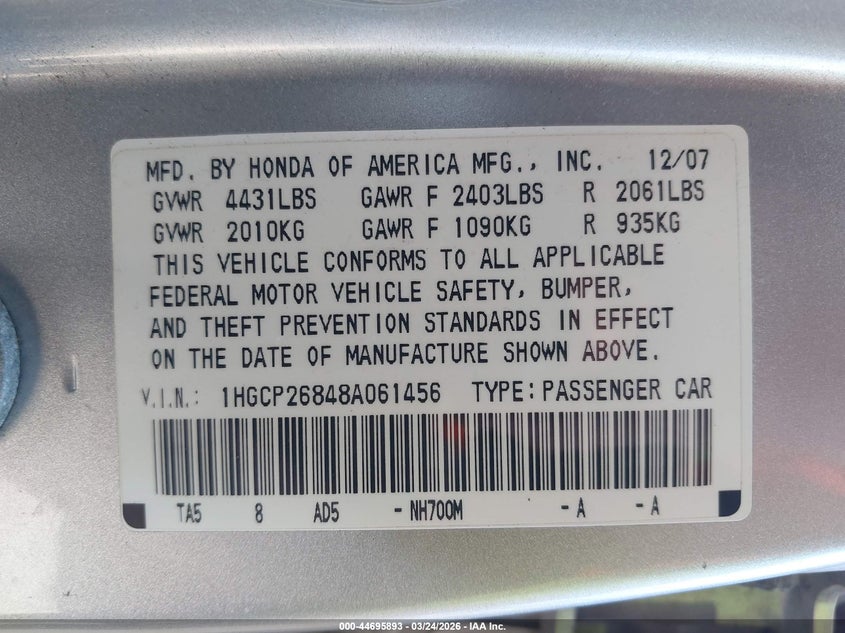 MFD. BY HONDA OF AMERICA MFG., INC. 12/07
GVWR 4431LBS GAWR F 2403LBS R 2061LBS
GVWR 2010KG GAWR F 1090KG R 935KG
THIS VEHICLE CONFORMS TO ALL APPLICABLE
FEDERAL MOTOR VEHICLE SAFETY, BUMPER,
AND THEFT PREVENTION STANDARDS IN EFFECT
ON THE DATE OF MANUFACTURE SHOWN ABOVE.
V.I.N.: 1HGCP26848A061456 TYPE: PASSENGER CAR
TA5 8 AD5 - NH700M - A - A
000-44695893 - 03/24/2026 - IAA Inc.